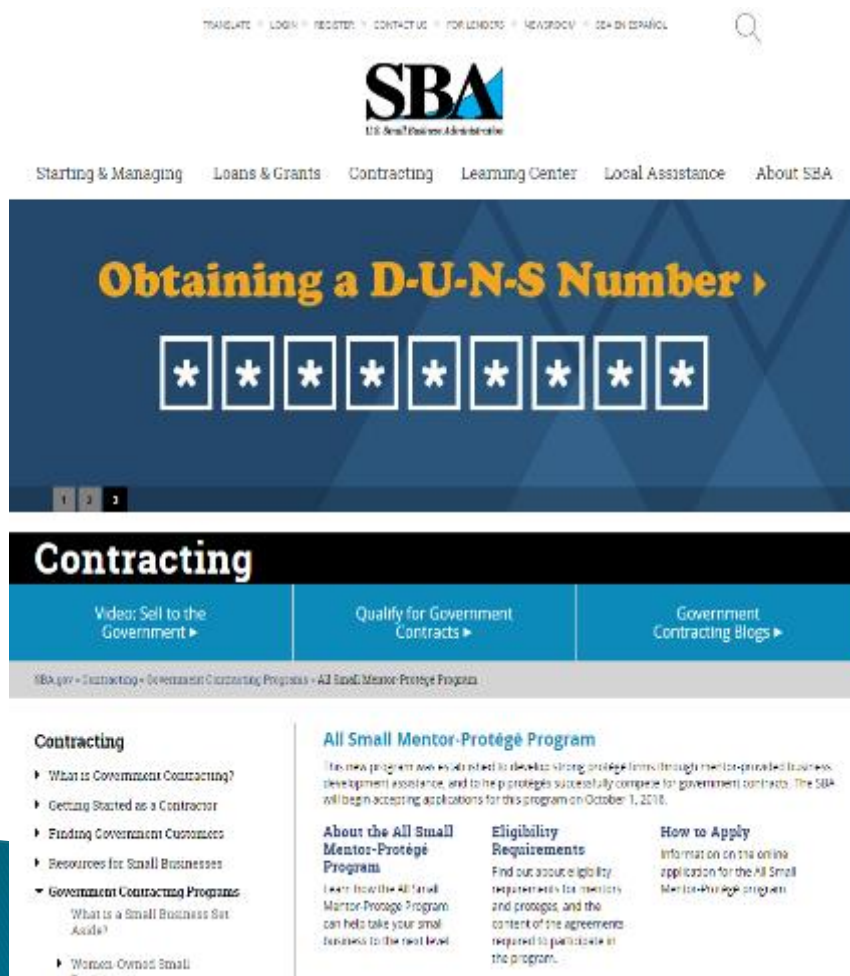 TRANSLATE LOGIN REGISTER CONTACT US FOR LENDERS NEWSROOM SBA EN ESPAÑOL
SBA
U.S. Small Business Administration
Starting & Managing Loans & Grants Contracting Learning Center Local Assistance About SBA
Obtaining a D-U-N-S Number
* * * * * * * * *
1 2 3
Contracting
Video: Sell to the
Government
Qualify for Government
Contracts
Government
Contracting Blogs
SBA.gov » Contracting » Government Contracting Programs » All Small Mentor-Protégé Program
Contracting
What is Government Contracting?
Getting Started as a Contractor
Finding Government Customers
Resources for Small Businesses
Government Contracting Programs
What is a Small Business Set
Aside?
Women-Owned Small
All Small Mentor-Protégé Program
This new program was established to develop strong protégé firms through mentor-provided business
development assistance, and to help protégés successfully compete for government contracts. The SBA
will begin accepting applications for this program on October 1, 2016.
About the All Small
Mentor-Protégé
Program
Learn how the All Small
Mentor-Protege Program
can help take your small
business to the next level
Eligibility
Requirements
Find out about eligibility
requirements for mentors
and proteges, and the
content of the agreements
required to participate in
the program.
How to Apply
Information on the online
application for the All Small
Mentor-Protégé program